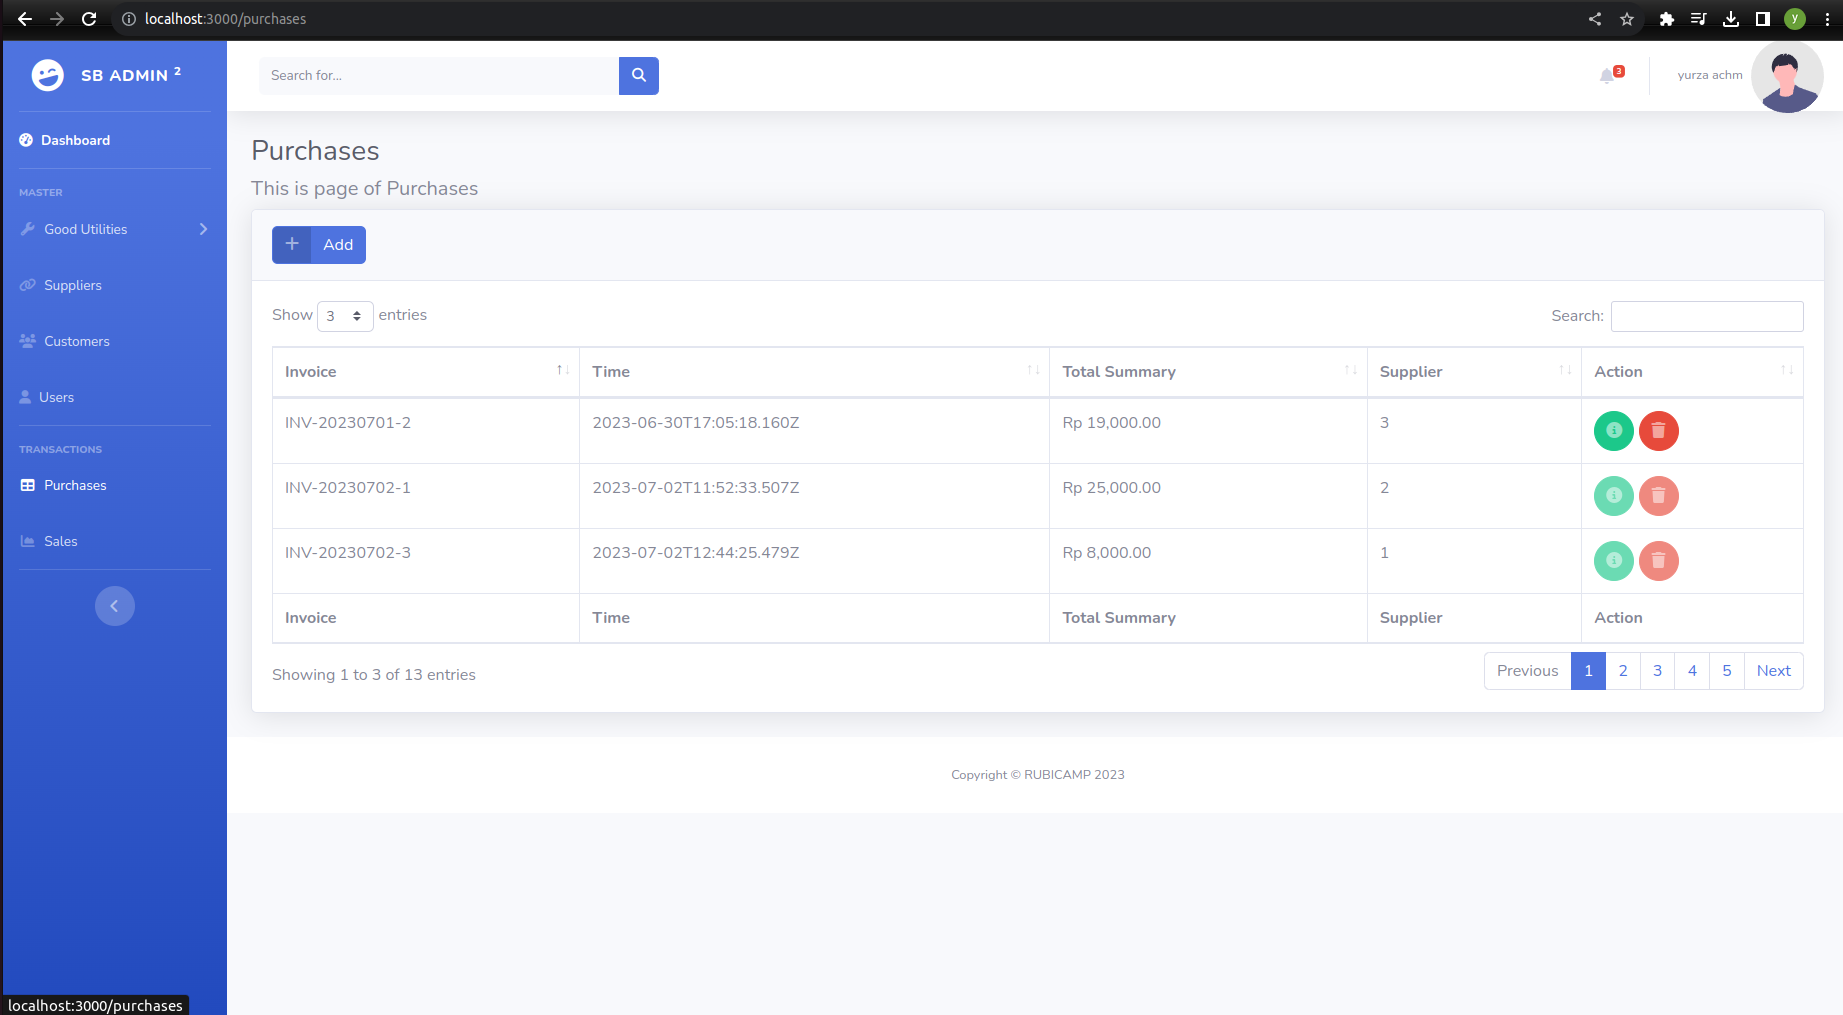 localhost:3000/purchases
y
SB ADMIN 2
Search for...
3
yurza achm
Dashboard
MASTER
Good Utilities
Suppliers
Customers
Users
TRANSACTIONS
Purchases
Sales
Purchases
This is page of Purchases
Add
Show 3 entries
Search:
Invoice Time Total Summary Supplier Action
INV-20230701-2 2023-06-30T17:05:18.160Z Rp 19,000.00 3
INV-20230702-1 2023-07-02T11:52:33.507Z Rp 25,000.00 2
INV-20230702-3 2023-07-02T12:44:25.479Z Rp 8,000.00 1
Invoice Time Total Summary Supplier Action
Showing 1 to 3 of 13 entries
Previous 1 2 3 4 5 Next
Copyright © RUBICAMP 2023
localhost:3000/purchases